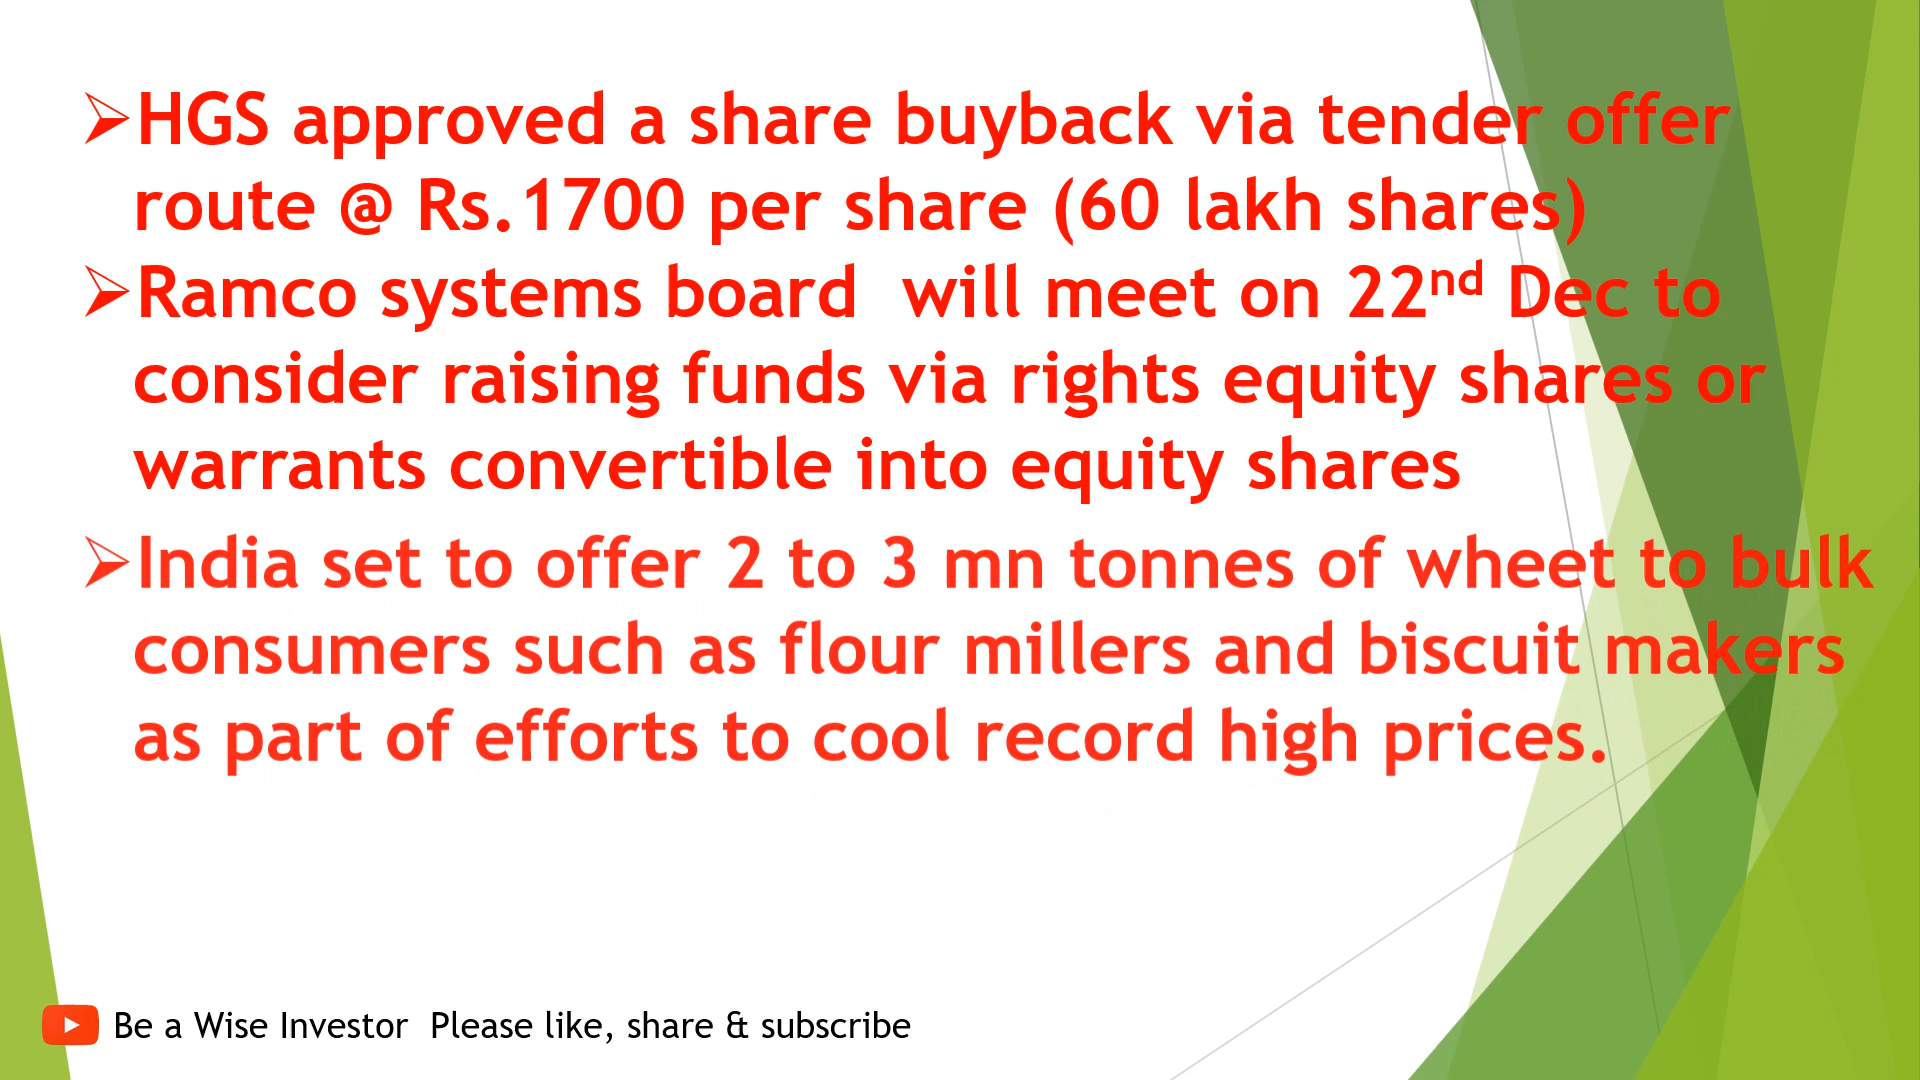 ➢HGS approved a share buyback via tender offer
route @ Rs.1700 per share (60 lakh shares)
➢Ramco systems board  will meet on 22nd Dec to
consider raising funds via rights equity shares or
warrants convertible into equity shares
➢India set to offer 2 to 3 mn tonnes of wheet to bulk
consumers such as flour millers and biscuit makers
as part of efforts to cool record high prices.
Be a Wise Investor  Please like, share & subscribe